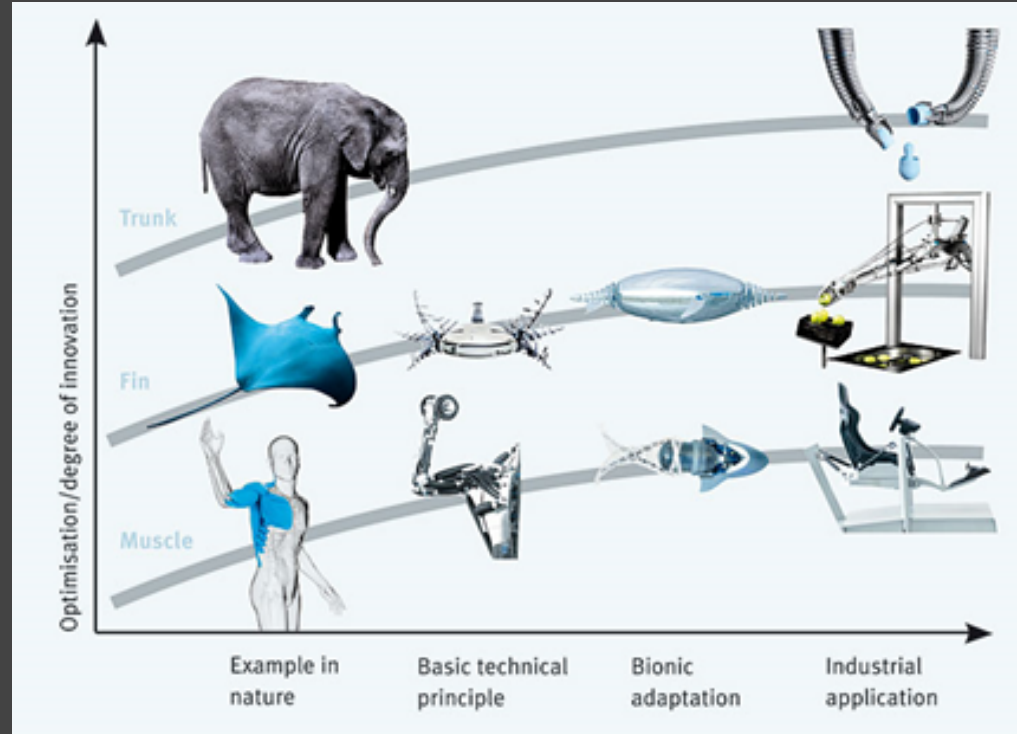 Optimisation/degree of innovation
Trunk
Fin
Muscle
Example in
nature
Basic technical
principle
Bionic
adaptation
Industrial
application